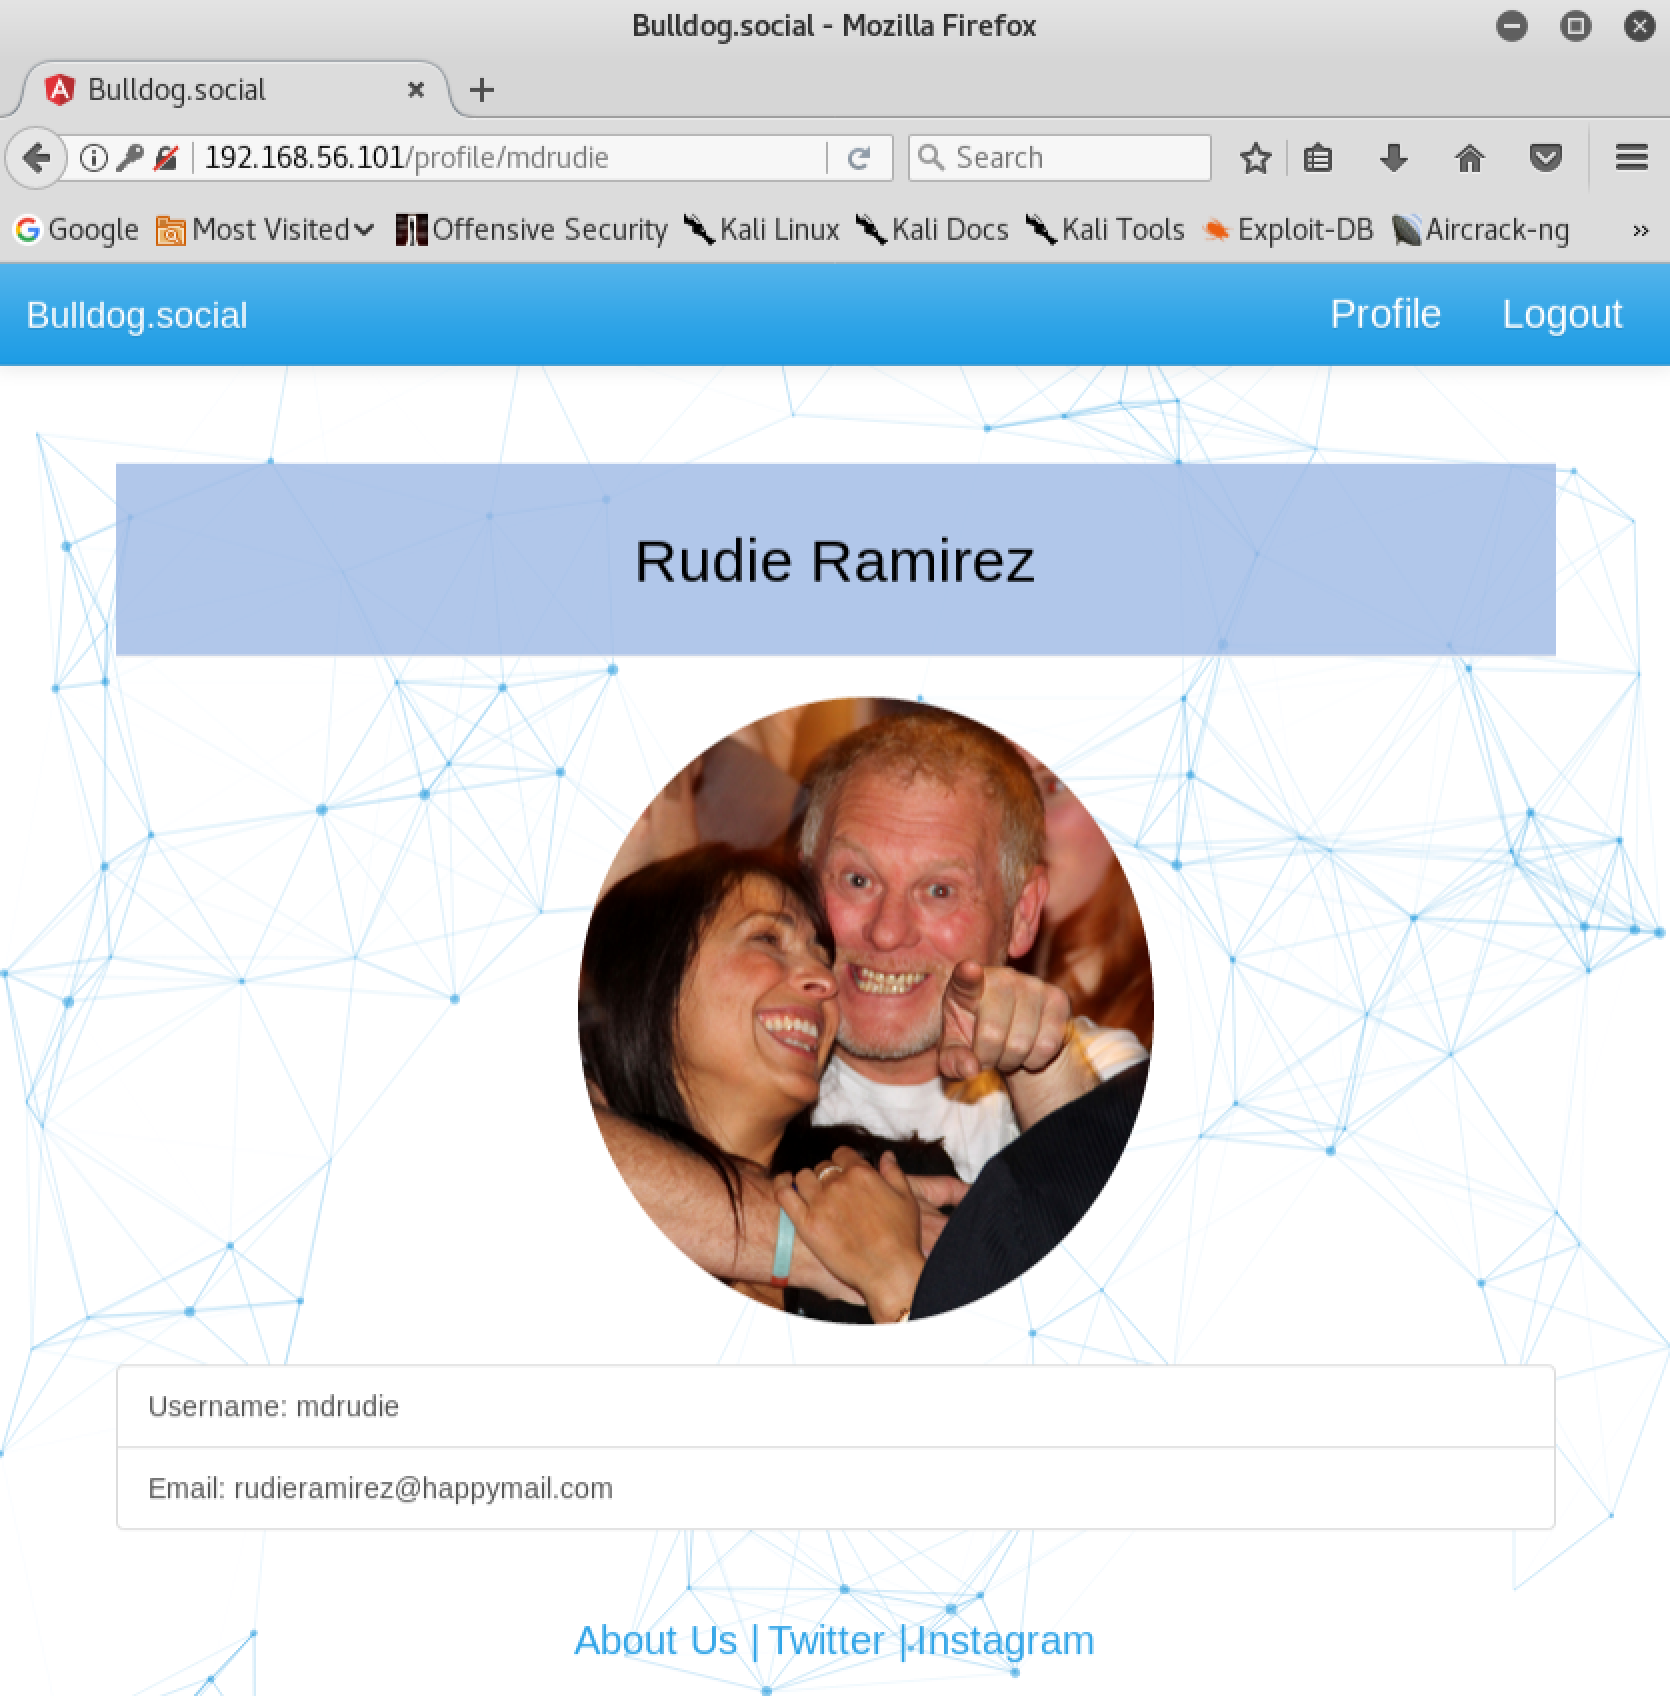 Bulldog.social - Mozilla Firefox
Bulldog.social
192.168.56.101/profile/mdrudie
Search
Google Most Visited Offensive Security Kali Linux Kali Docs Kali Tools Exploit-DB Aircrack-ng »
Bulldog.social Profile Logout
Rudie Ramirez
Username: mdrudie
Email: rudieramirez@happymail.com
About Us | Twitter | Instagram